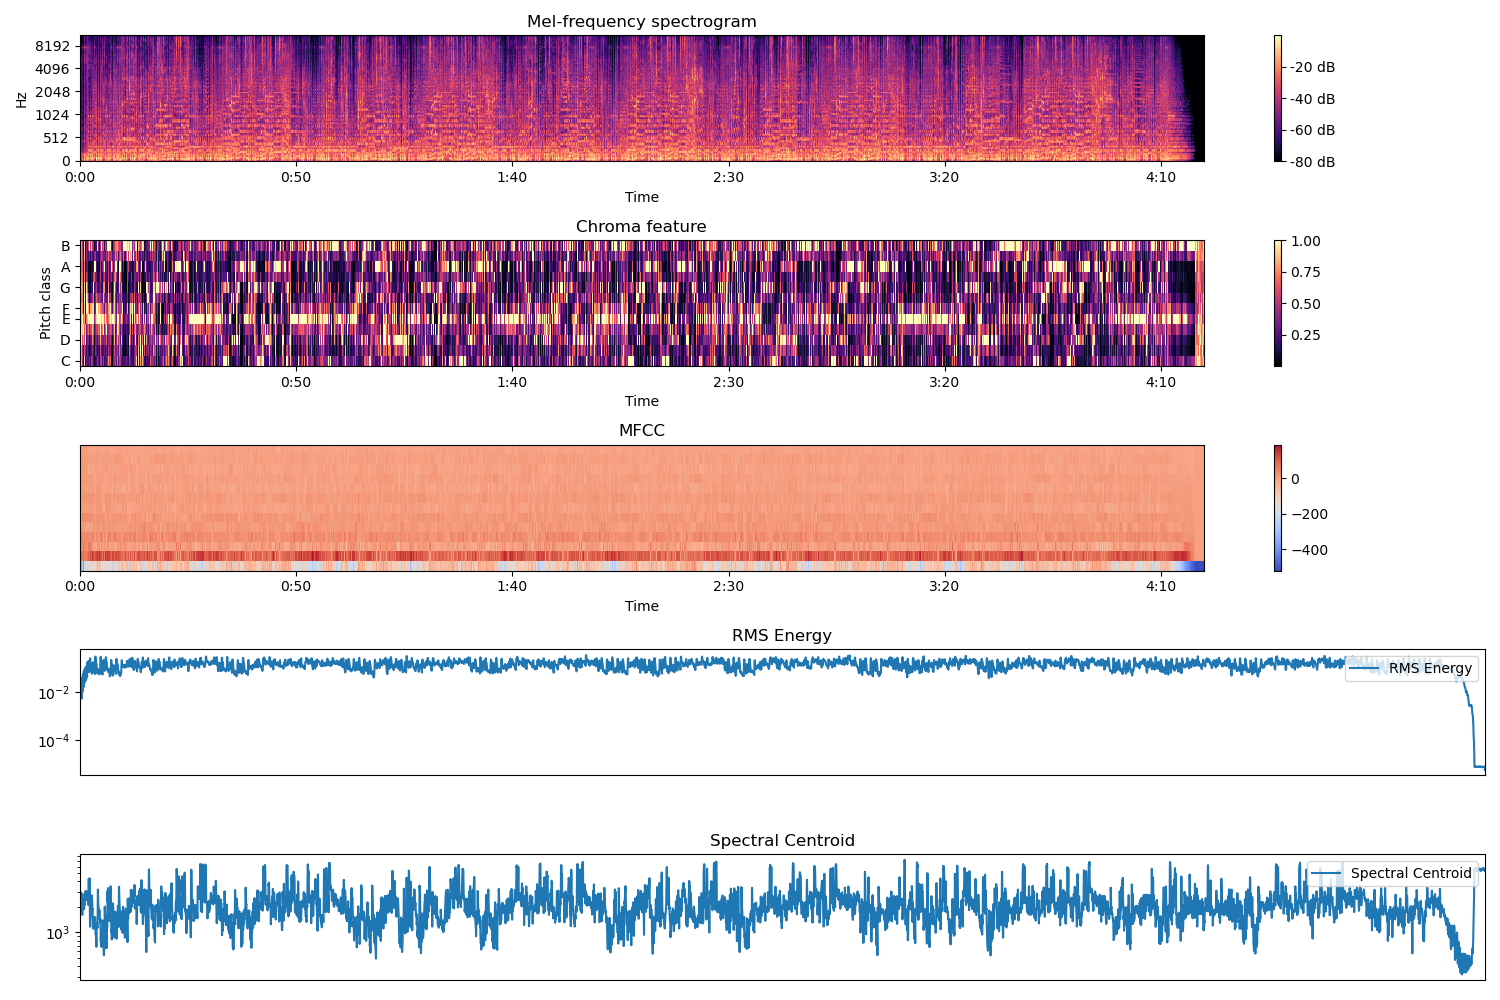 Mel-frequency spectrogram
8192
4096
2048
1024
512
0
Hz
0:00 0:50 1:40 2:30 3:20 4:10
Time
-20 dB
-40 dB
-60 dB
-80 dB
Chroma feature
B
A
G
E
E
D
C
Pitch class
0:00 0:50 1:40 2:30 3:20 4:10
Time
1.00
0.75
0.50
0.25
MFCC
0:00 0:50 1:40 2:30 3:20 4:10
Time
0
−200
−400
RMS Energy
10⁻²
10⁻⁴
RMS Energy
Spectral Centroid
10³
Spectral Centroid